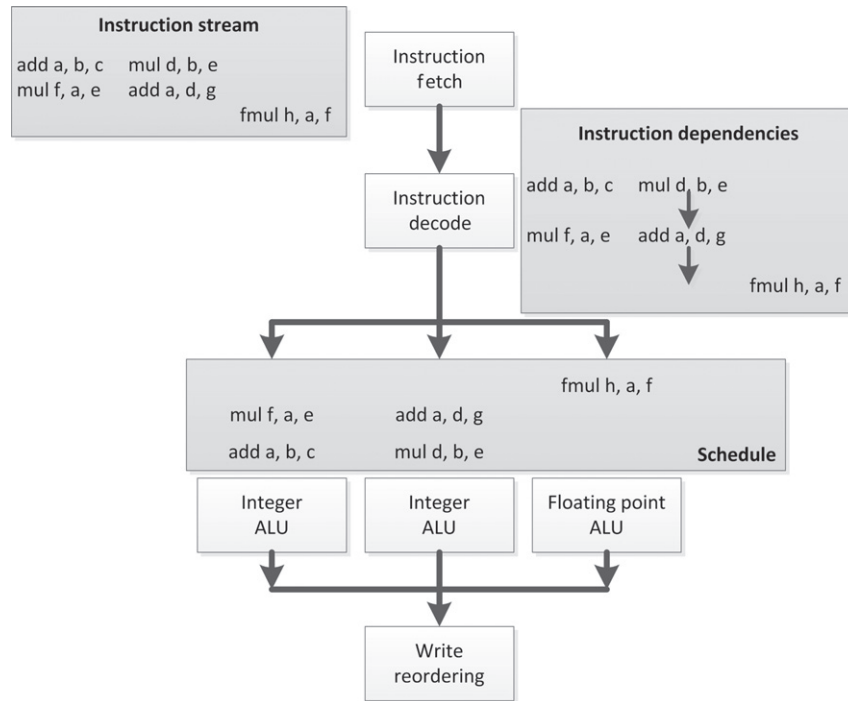 Instruction stream
add a, b, c mul d, b, e
mul f, a, e add a, d, g
fmul h, a, f
Instruction
fetch
Instruction dependencies
add a, b, c mul d, b, e
mul f, a, e add a, d, g
fmul h, a, f
Instruction
decode
fmul h, a, f
mul f, a, e add a, d, g
add a, b, c mul d, b, e
Schedule
Integer
ALU
Integer
ALU
Floating point
ALU
Write
reordering